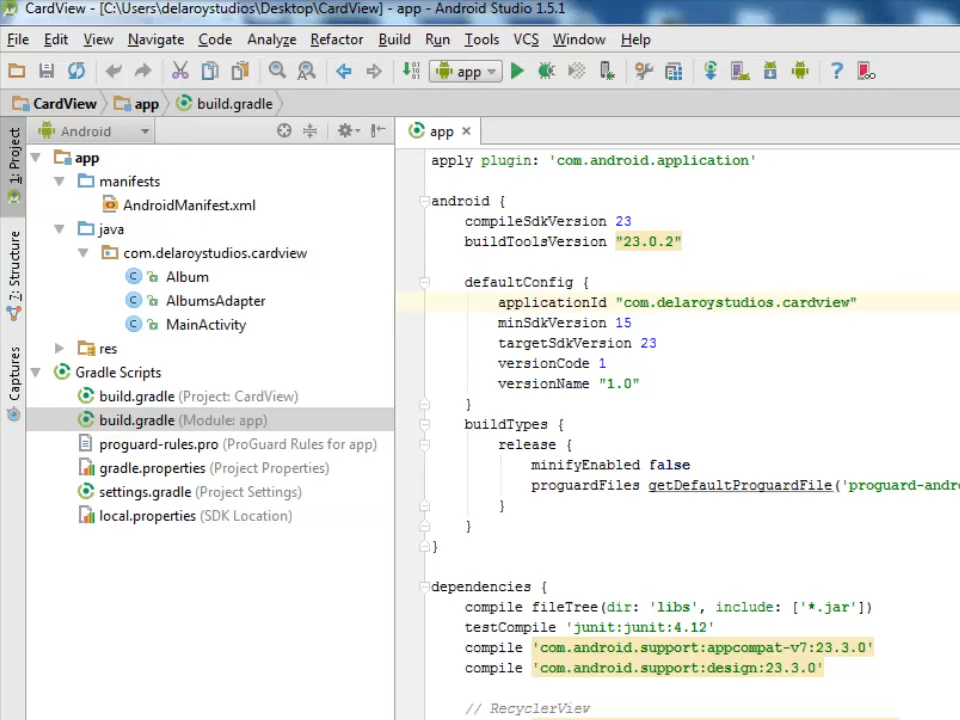 CardView - [C:\Users\delaroystudios\Desktop\CardView] - app - Android Studio 1.5.1
File Edit View Navigate Code Analyze Refactor Build Run Tools VCS Window Help
app
CardView app build.gradle
1: Project
7: Structure
Captures
Android
app
manifests
AndroidManifest.xml
java
com.delaroystudios.cardview
Album
AlbumsAdapter
MainActivity
res
Gradle Scripts
build.gradle (Project: CardView)
build.gradle (Module: app)
proguard-rules.pro (ProGuard Rules for app)
gradle.properties (Project Properties)
settings.gradle (Project Settings)
local.properties (SDK Location)
app
apply plugin: 'com.android.application'
android {
compileSdkVersion 23
buildToolsVersion "23.0.2"
defaultConfig {
applicationId "com.delaroystudios.cardview"
minSdkVersion 15
targetSdkVersion 23
versionCode 1
versionName "1.0"
}
buildTypes {
release {
minifyEnabled false
proguardFiles getDefaultProguardFile('proguard-andro
}
}
}
dependencies {
compile fileTree(dir: 'libs', include: ['*.jar'])
testCompile 'junit:junit:4.12'
compile 'com.android.support:appcompat-v7:23.3.0'
compile 'com.android.support:design:23.3.0'
// RecyclerView